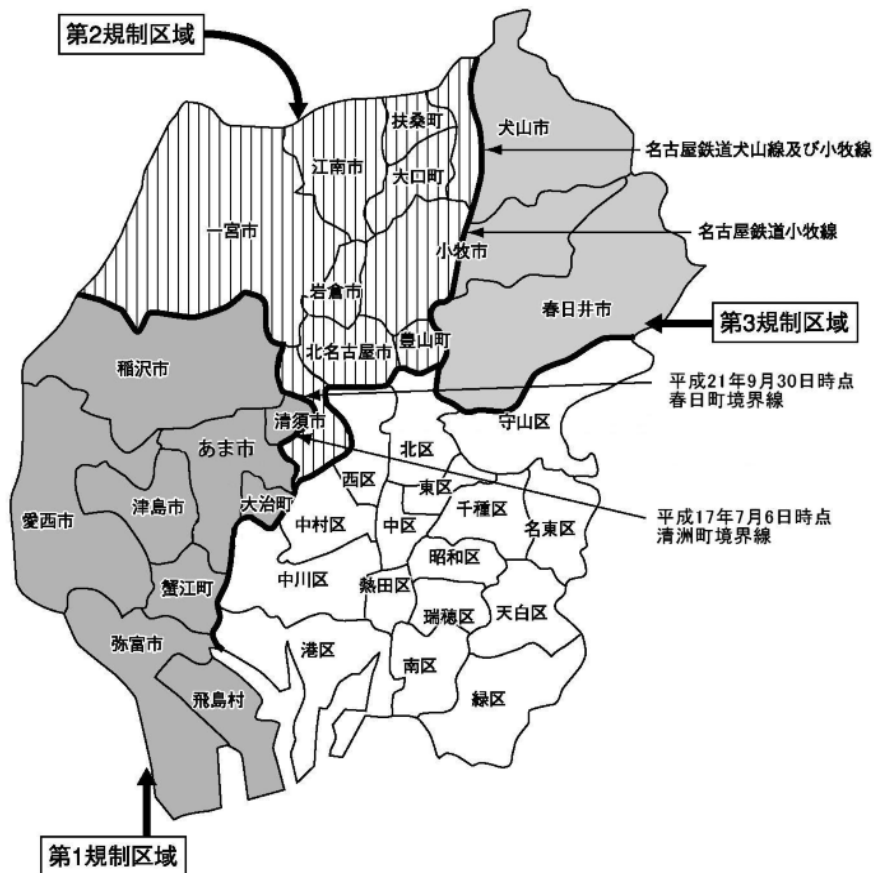 第2規制区域
扶桑町
犬山市
名古屋鉄道犬山線及び小牧線
江南市
大口町
一宮市
小牧市
名古屋鉄道小牧線
岩倉市
春日井市
第3規制区域
北名古屋市
豊山町
稲沢市
平成21年9月30日時点
春日町境界線
清須市
守山区
あま市
北区
西区
東区
愛西市
津島市
大治町
中村区
中区
千種区
名東区
平成17年7月6日時点
清洲町境界線
昭和区
蟹江町
中川区
熱田区
瑞穂区
天白区
弥富市
港区
南区
飛島村
緑区
第1規制区域